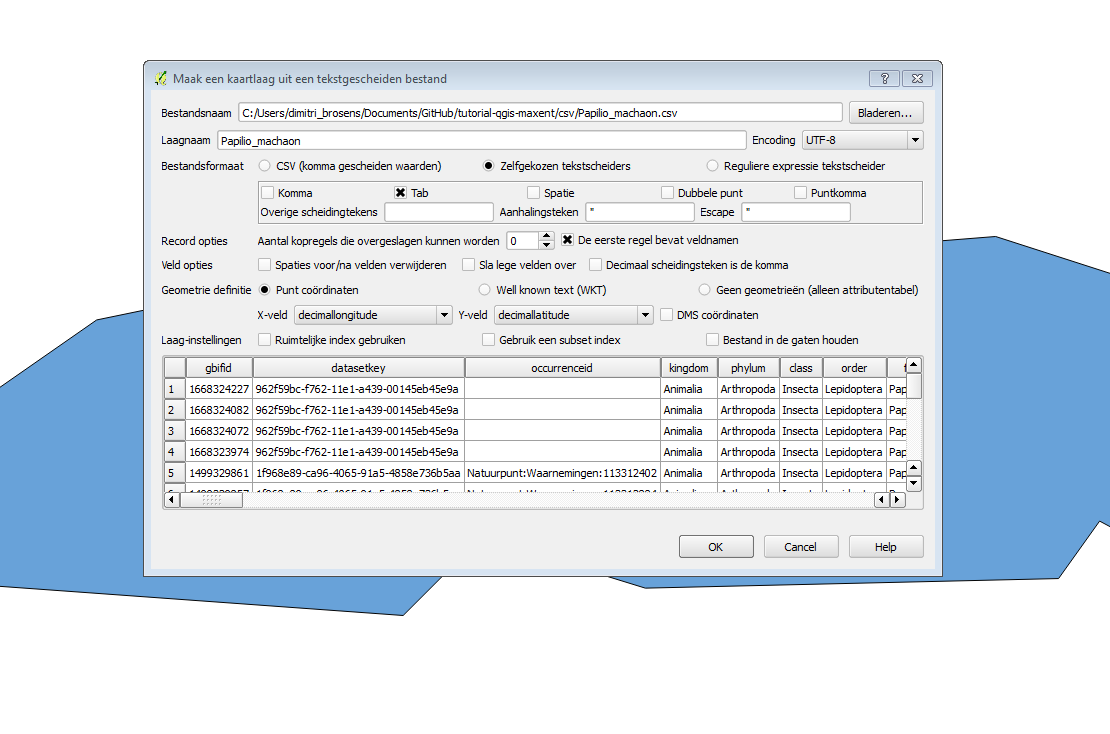 Maak een kaartlaag uit een tekstgescheiden bestand
Bestandsnaam C:/Users/dimitri_brosens/Documents/GitHub/tutorial-qgis-maxent/csv/Papilio_machaon.csv Bladeren...
Laagnaam Papilio_machaon Encoding UTF-8
Bestandsformaat CSV (komma gescheiden waarden) Zelfgekozen tekstscheiders Reguliere expressie tekstscheider
Komma Tab Spatie Dubbele punt Puntkomma
Overige scheidingtekens Aanhalingsteken " Escape "
Record opties Aantal kopregels die overgeslagen kunnen worden 0 De eerste regel bevat veldnamen
Veld opties Spaties voor/na velden verwijderen Sla lege velden over Decimaal scheidingsteken is de komma
Geometrie definitie Punt coördinaten Well known text (WKT) Geen geometrieën (alleen attributentabel)
X-veld decimallongitude Y-veld decimallatitude DMS coördinaten
Laag-instellingen Ruimtelijke index gebruiken Gebruik een subset index Bestand in de gaten houden
gbifid datasetkey occurrenceid kingdom phylum class order
1 1668324227 962f59bc-f762-11e1-a439-00145eb45e9a Animalia Arthropoda Insecta Lepidoptera Pap
2 1668324082 962f59bc-f762-11e1-a439-00145eb45e9a Animalia Arthropoda Insecta Lepidoptera Pap
3 1668324072 962f59bc-f762-11e1-a439-00145eb45e9a Animalia Arthropoda Insecta Lepidoptera Pap
4 1668323974 962f59bc-f762-11e1-a439-00145eb45e9a Animalia Arthropoda Insecta Lepidoptera Pap
5 1499329861 1f968e89-ca96-4065-91a5-4858e736b5aa Natuurpunt:Waarnemingen:113312402 Animalia Arthropoda Insecta Lepidoptera Pap
OK Cancel Help